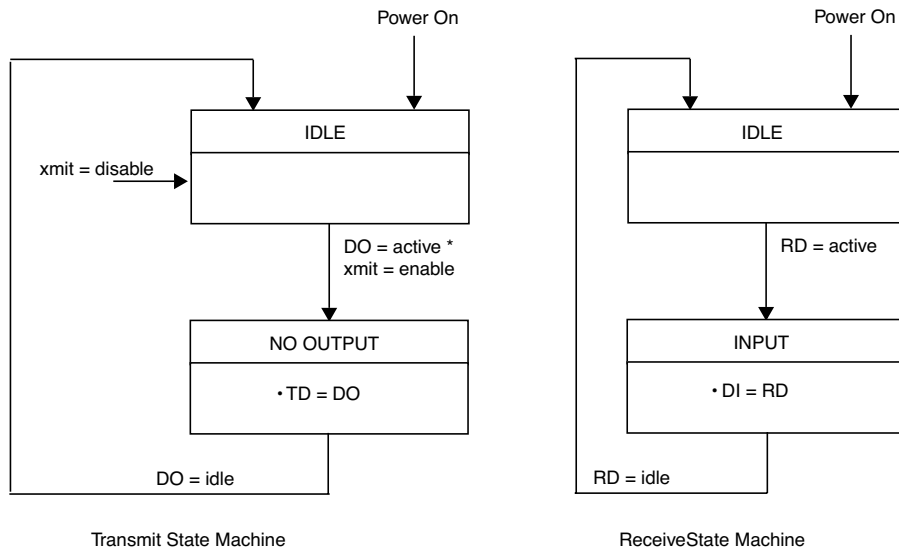 Power On
IDLE
xmit = disable
DO = active *
xmit = enable
NO OUTPUT
• TD = DO
DO = idle
Transmit State Machine
Power On
IDLE
RD = active
INPUT
• DI = RD
RD = idle
ReceiveState Machine